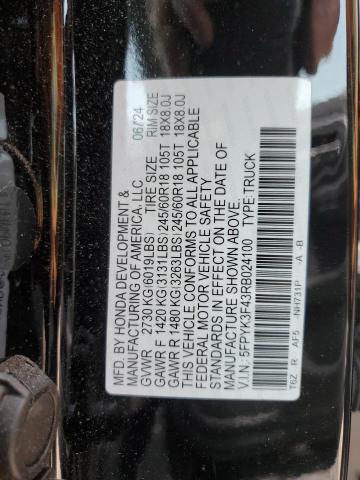 MFD. BY HONDA DEVELOPMENT & 06/24
MANUFACTURING OF AMERICA, LLC
GVWR 2730 KG(6019LBS) TIRE SIZE RIM SIZE
GAWR F 1420 KG(3131LBS)245/60R18 105T 18X8.0J
GAWR R 1480 KG(3263LBS)245/60R18 105T 18X8.0J
THIS VEHICLE CONFORMS TO ALL APPLICABLE
FEDERAL MOTOR VEHICLE SAFETY
STANDARDS IN EFFECT ON THE DATE OF
MANUFACTURE SHOWN ABOVE.
V.I.N.:5FPYK3F43RB024100 TYPE:TRUCK
T6Z R AF5 -NH731P -A -B